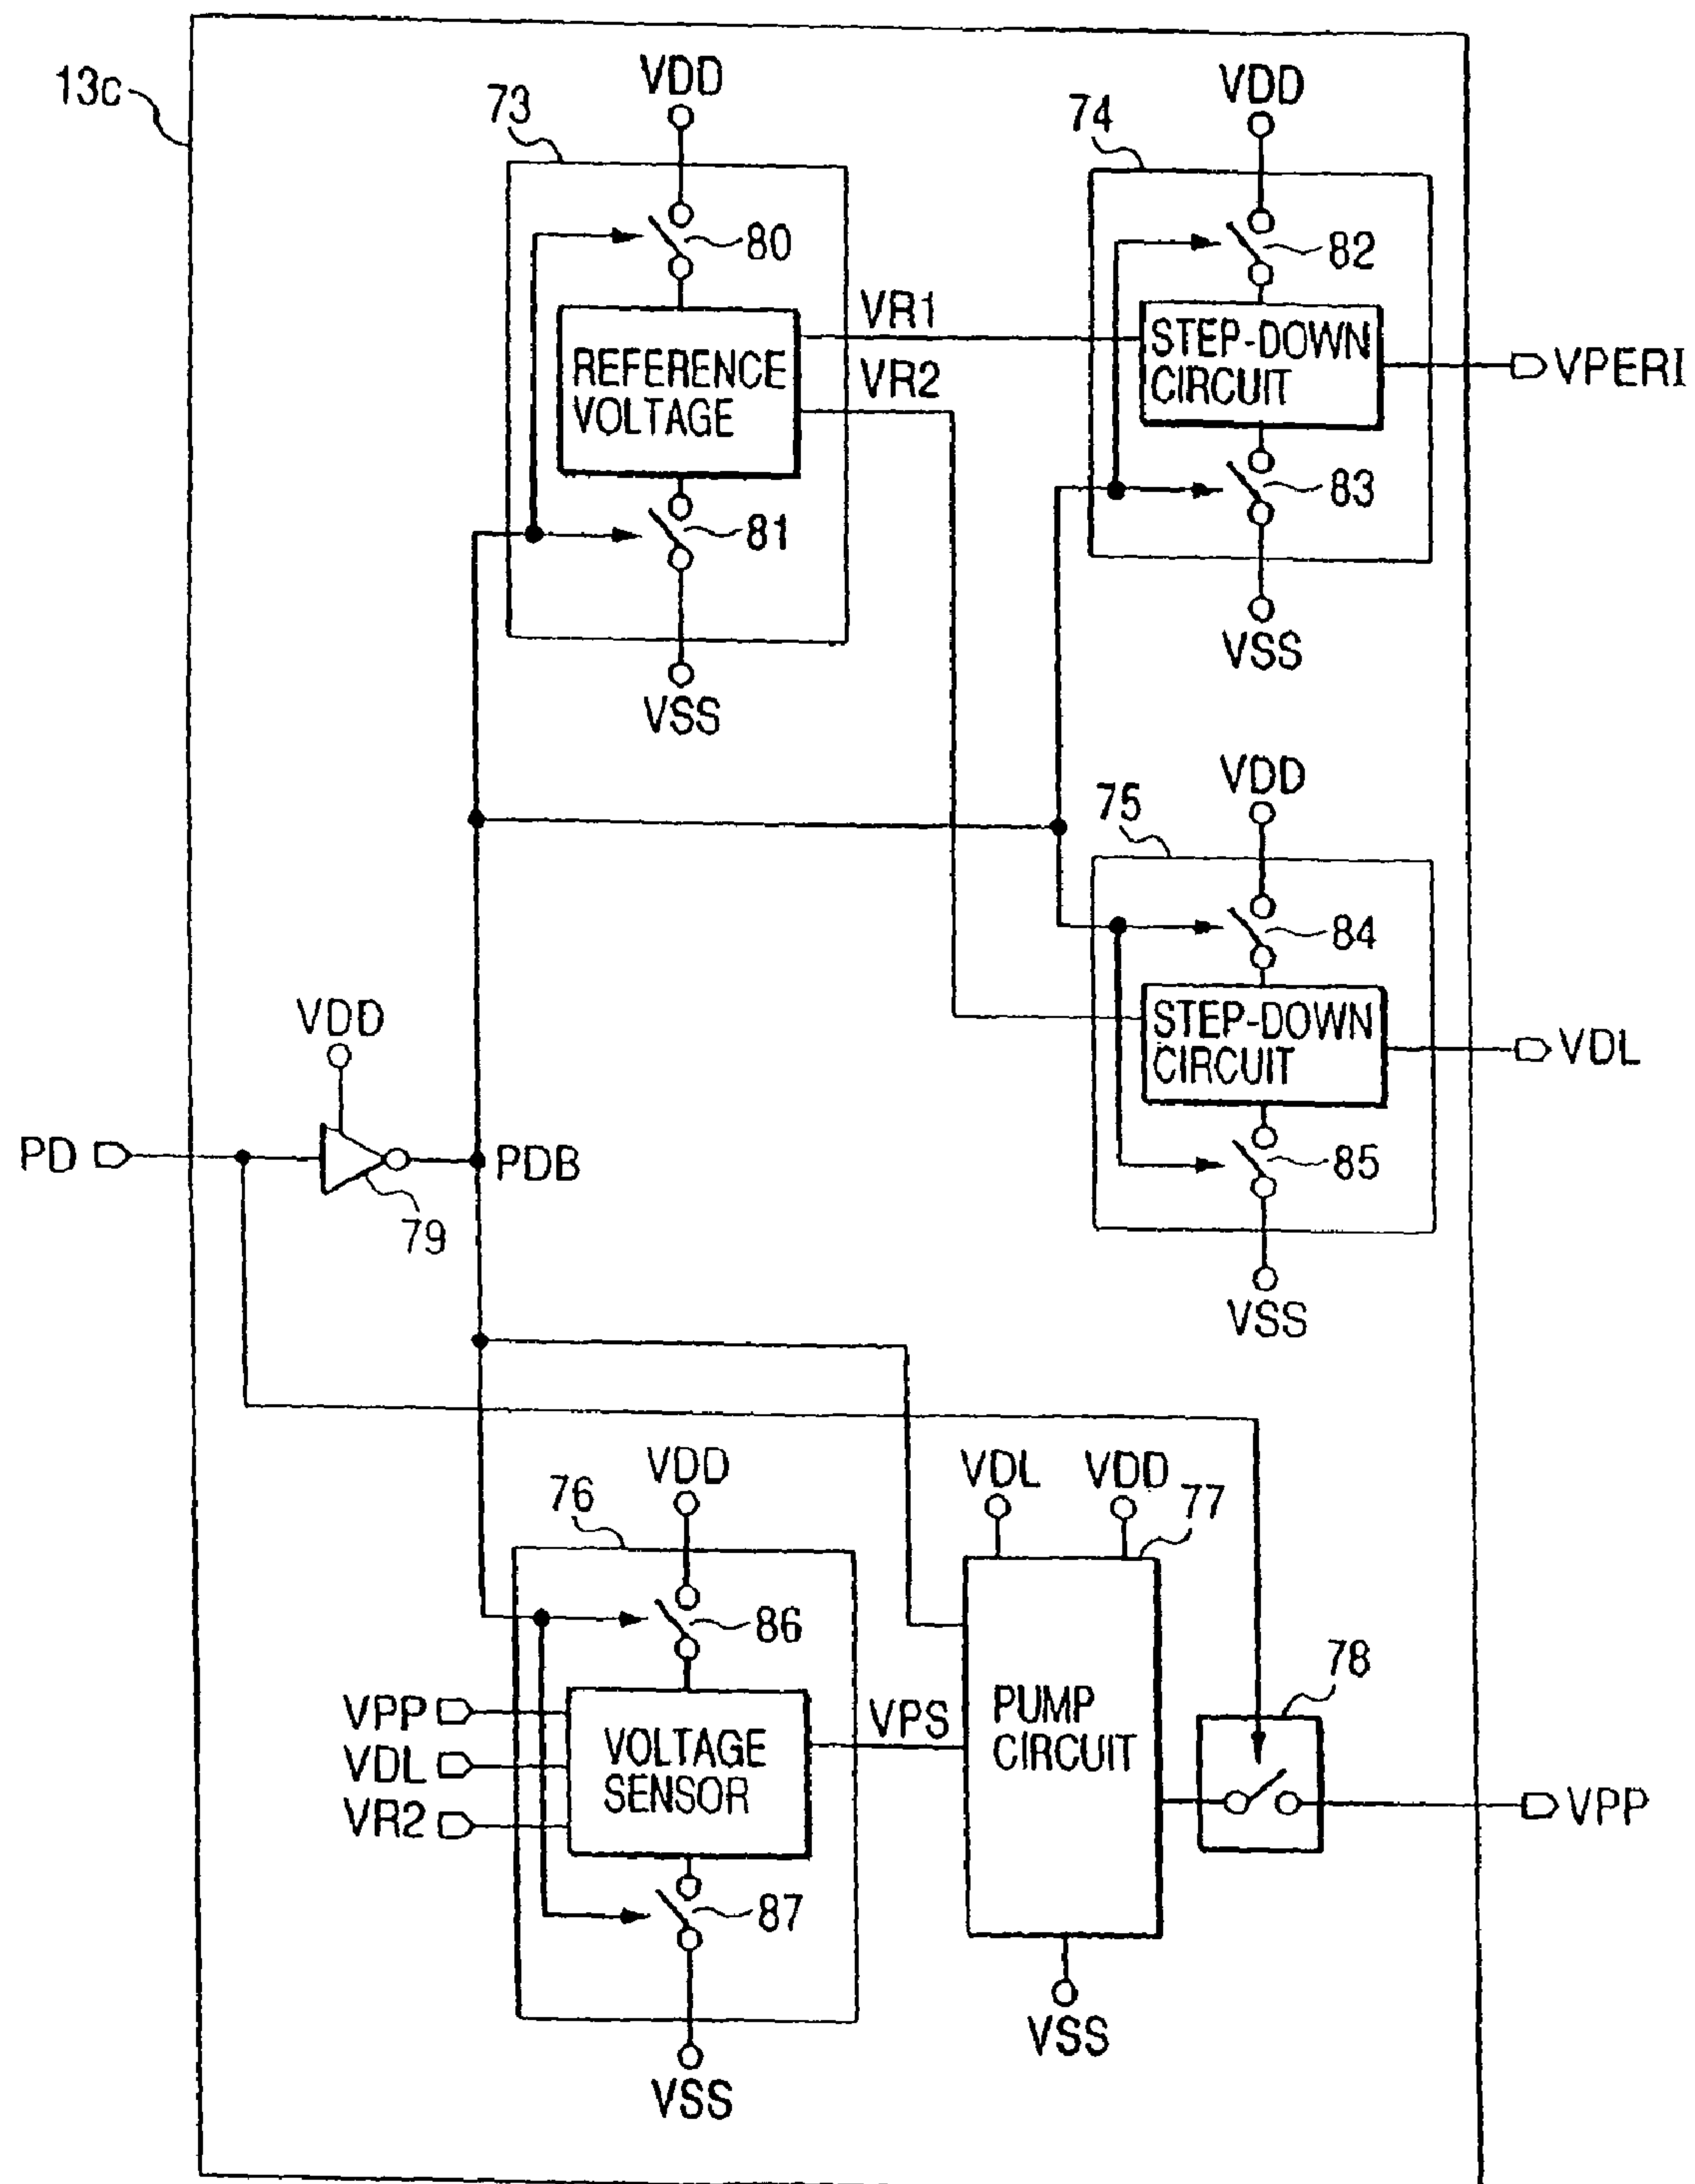 13c
VDD
73
80
REFERENCE
VOLTAGE
81
VSS
VR1
VR2
VDD
74
82
STEP-DOWN
CIRCUIT
VPERI
83
VSS
VDD
75
84
STEP-DOWN
CIRCUIT
VDL
85
VSS
VDD
PD
PDB
79
VDD
76
86
VPP
VDL
VR2
VOLTAGE
SENSOR
VPS
87
VSS
VDL
VDD
77
PUMP
CIRCUIT
78
VPP
VSS